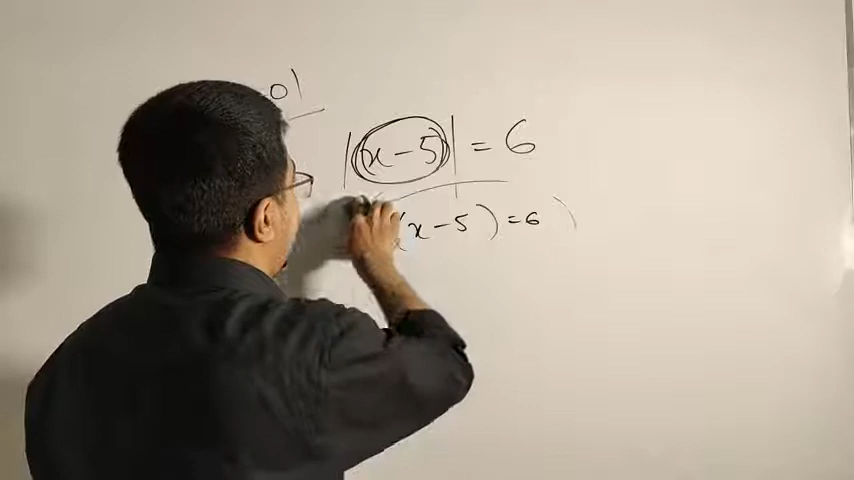 |x-5| = 6
(x-5) = 6